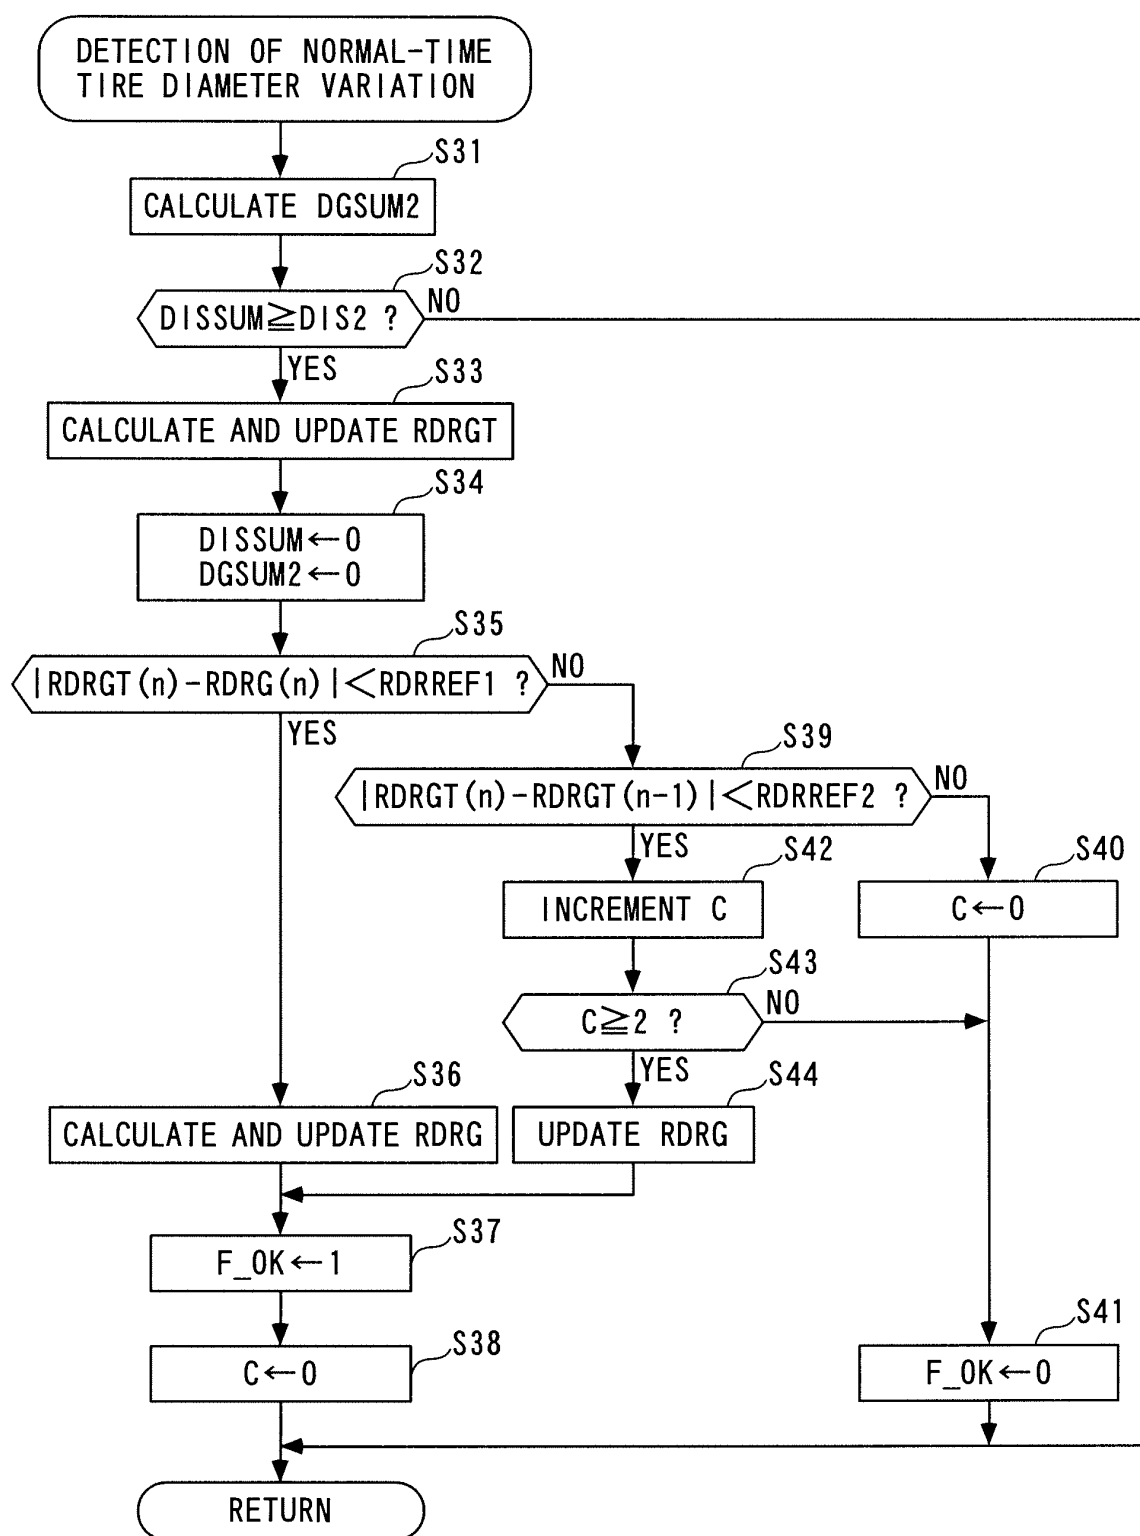 DETECTION OF NORMAL-TIME
TIRE DIAMETER VARIATION
S31
CALCULATE DGSUM2
S32
DISSUM≧DIS2 ?
NO
YES
S33
CALCULATE AND UPDATE RDRGT
S34
DISSUM←0
DGSUM2←0
S35
|RDRGT(n)-RDRG(n)|<RDRREF1 ?
NO
YES
S39
|RDRGT(n)-RDRGT(n-1)|<RDRREF2 ?
NO
YES
S42
INCREMENT C
S40
C←0
S43
C≧2 ?
NO
YES
S36
CALCULATE AND UPDATE RDRG
S44
UPDATE RDRG
S37
F_OK←1
S38
C←0
S41
F_OK←0
RETURN